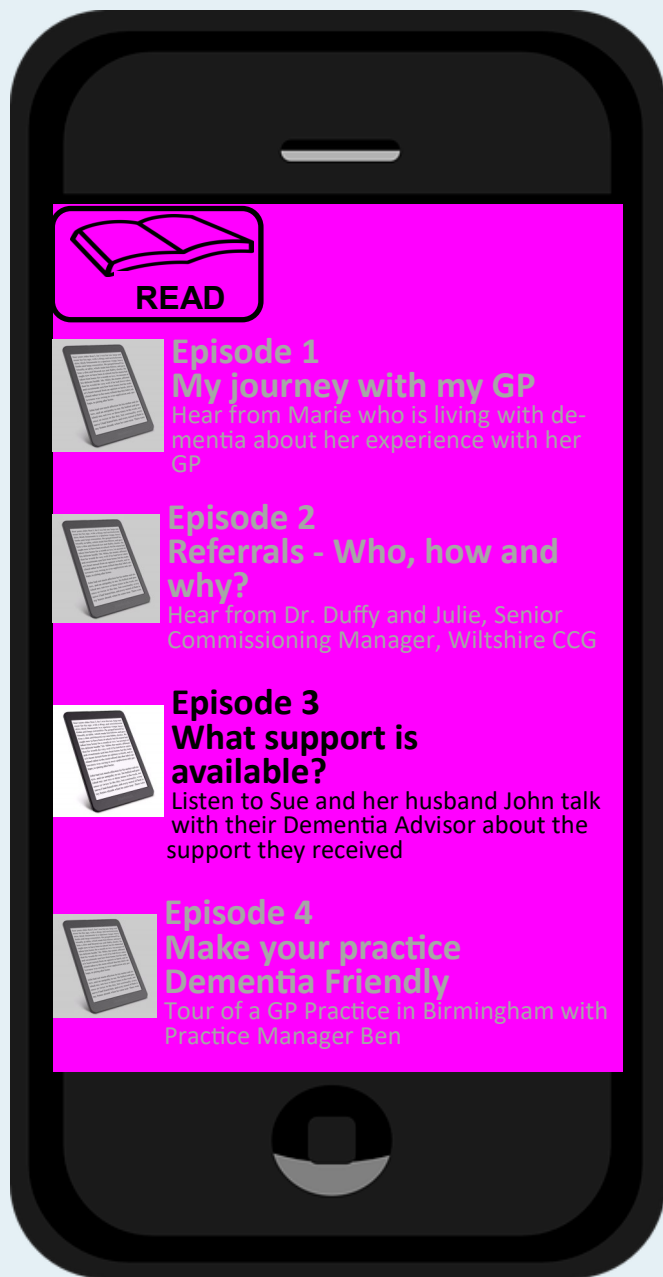 READ
Episode 1
My journey with my GP
Hear from Marie who is living with de-
mentia about her experience with her
GP
Episode 2
Referrals - Who, how and
why?
Hear from Dr. Duffy and Julie, Senior
Commissioning Manager, Wiltshire CCG
Episode 3
What support is
available?
Listen to Sue and her husband John talk
with their Dementia Advisor about the
support they received
Episode 4
Make your practice
Dementia Friendly
Tour of a GP Practice in Birmingham with
Practice Manager Ben